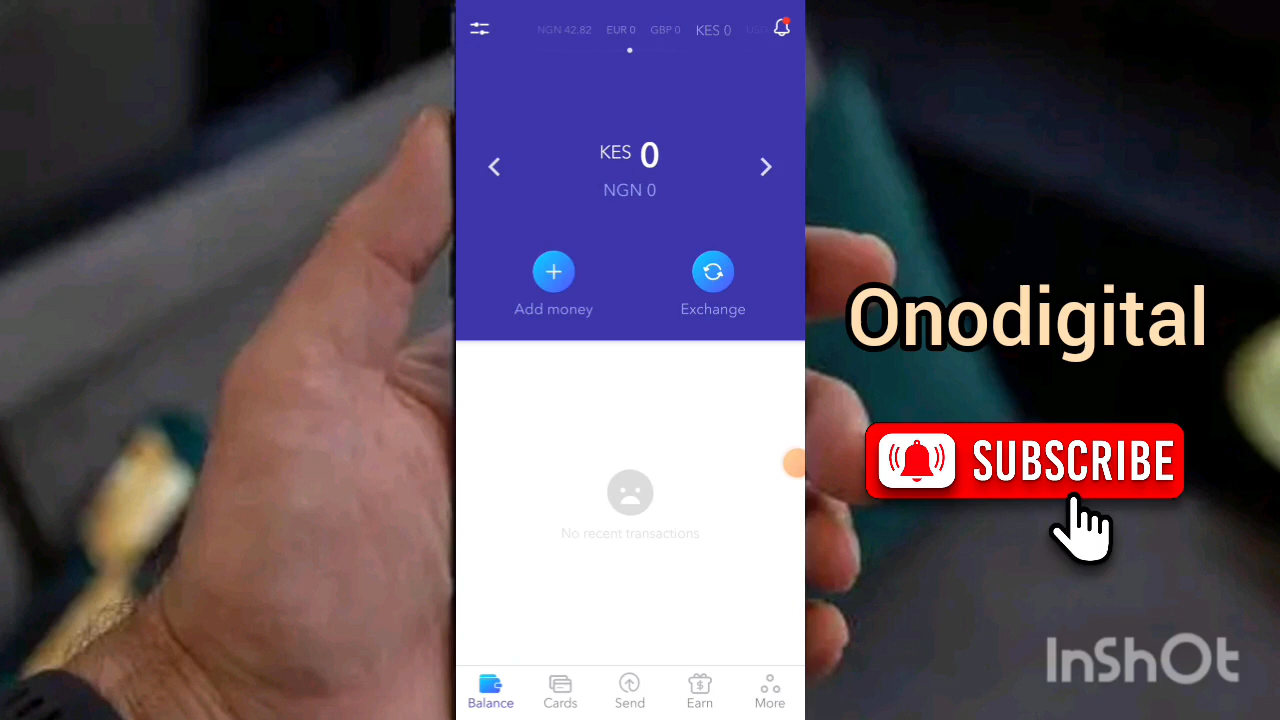 NGN 42.82 EUR 0 GBP 0 KES 0 USD
KES 0
NGN 0
Add money Exchange
Onodigital
SUBSCRIBE
No recent transactions
InShOt
Balance Cards Send Earn More